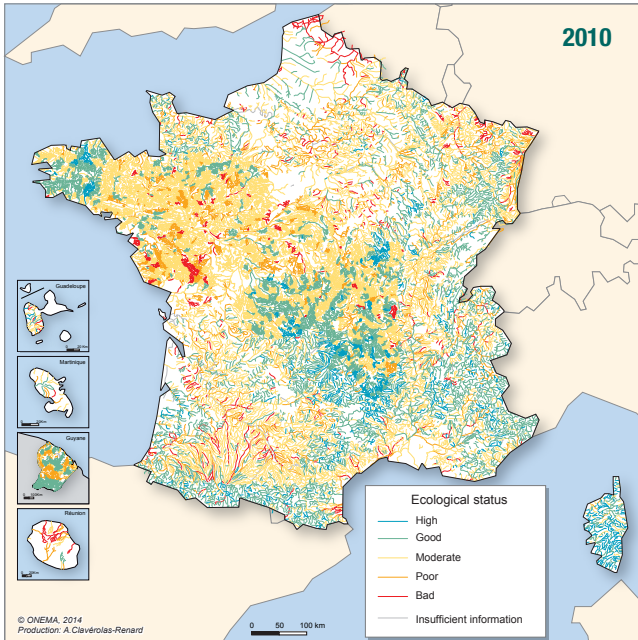 2010
Guadeloupe
Martinique
Guyane
Réunion
Ecological status
High
Good
Moderate
Poor
Bad
Insufficient information
© ONEMA, 2014
Production: A.Clavérolas-Renard
0 50 100 km